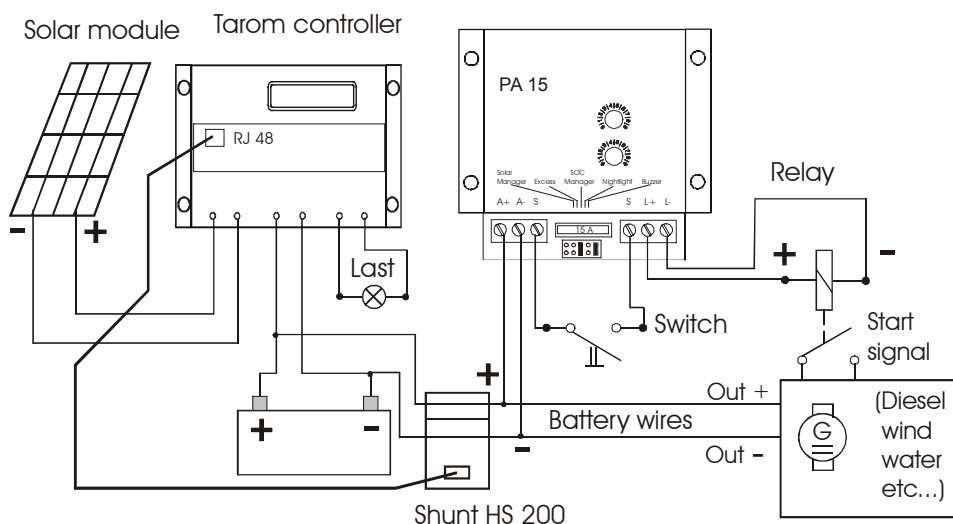 Solar module
Tarom controller
PA 15
RJ 48
Solar
Manager
Excess
SOC
Manager
Nightlight
Buzzer
A+ A- S
S L+ L-
15 A
Relay
- +
+ -
Last
Switch
Start
signal
+
Out +
Battery wires
-
Out -
+ -
G
(Diesel
wind
water
etc...)
Shunt HS 200